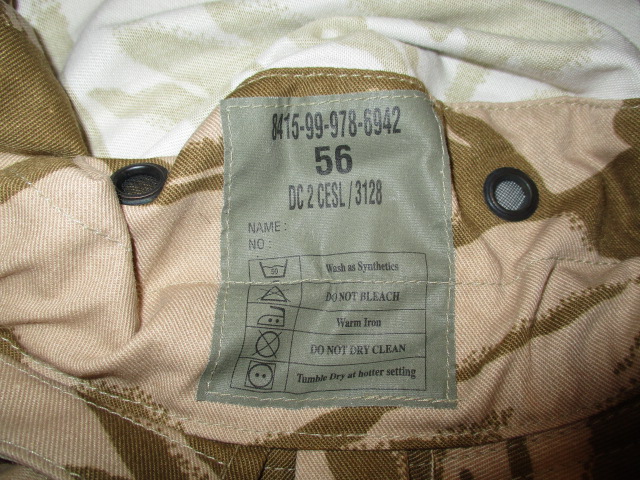 8415-99-978-6942
56
DC 2 CESL / 3128
NAME :
NO :
50 Wash as Synthetics
DO NOT BLEACH
Warm Iron
DO NOT DRY CLEAN
Tumble Dry at hotter setting